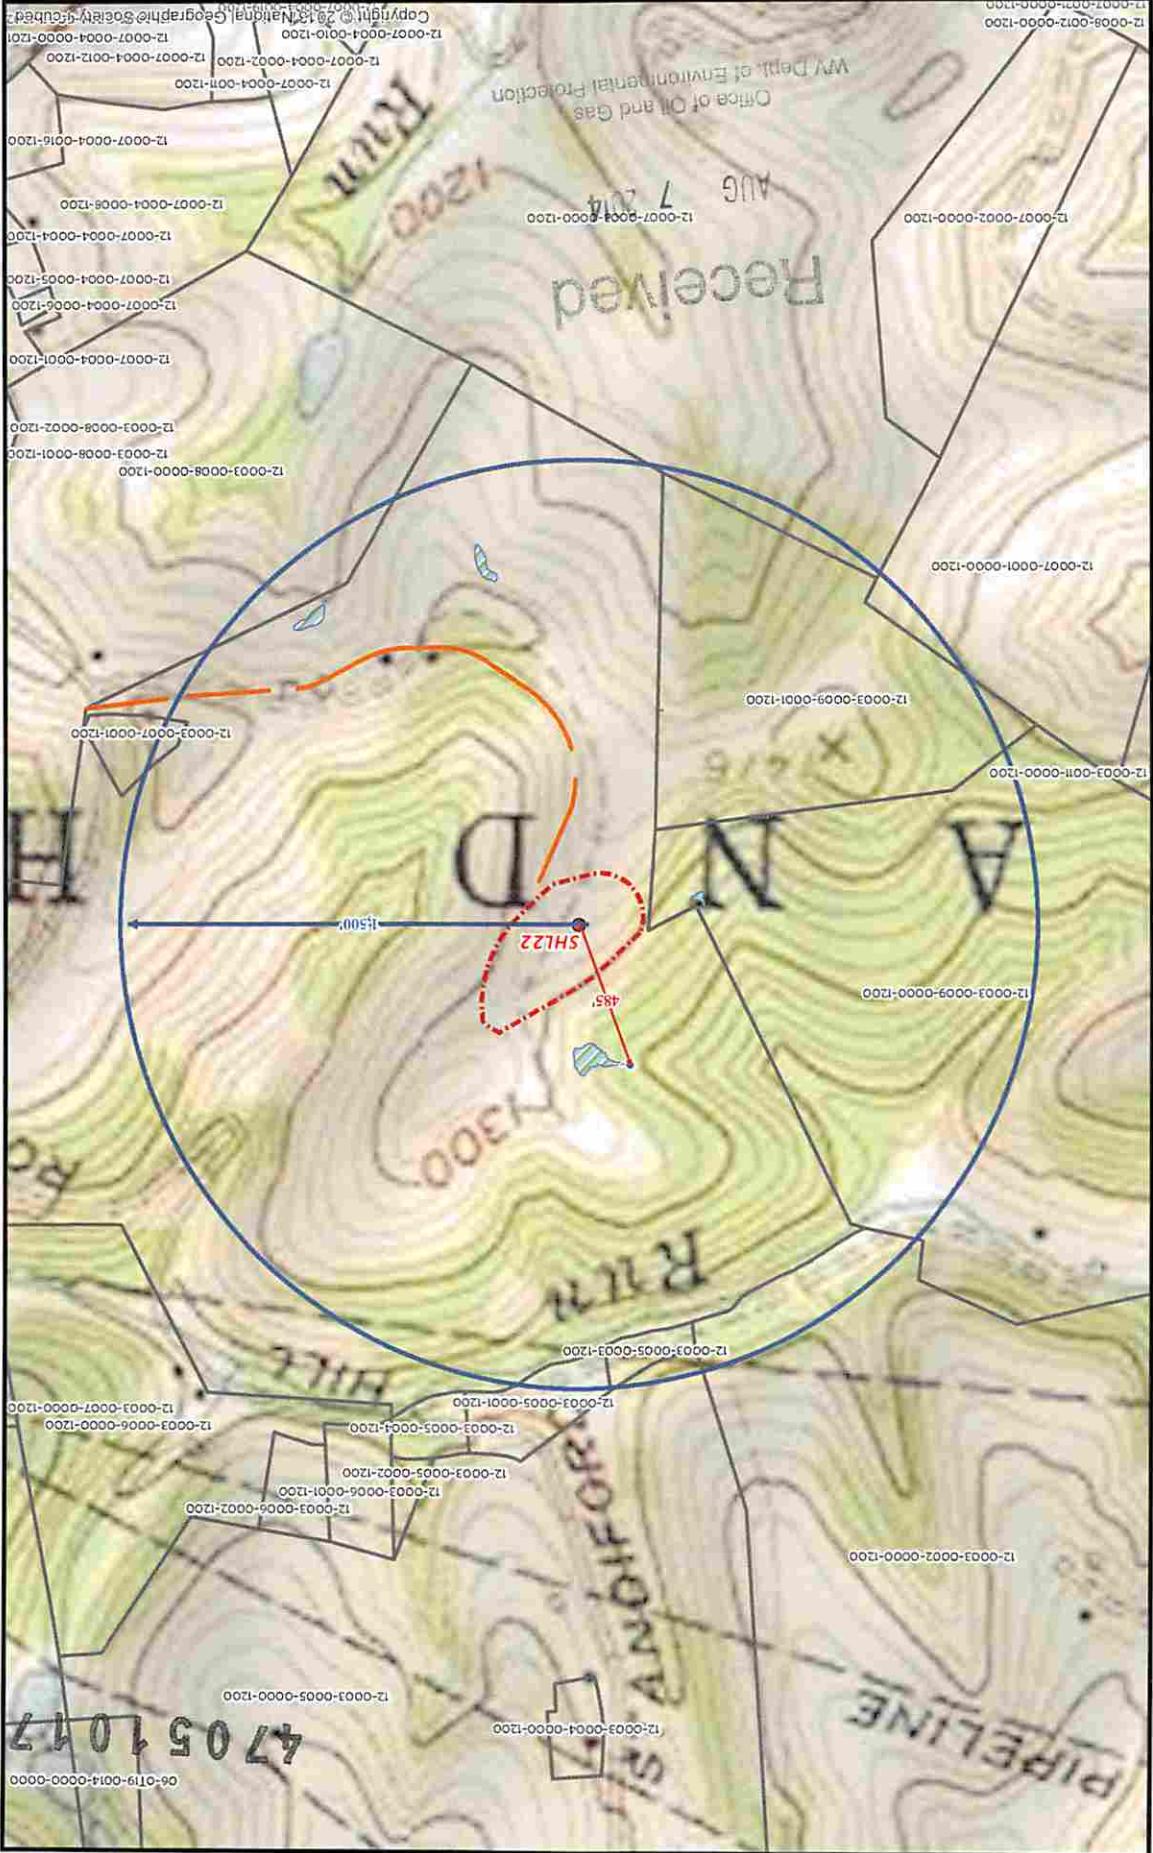 06-0T19-0014-0000-0000
PIPELINE
47051017
12-0003-0004-0000-1200
12-0003-0005-0000-1200
12-0003-0002-0000-1200
12-0003-0006-0002-1200
12-0003-0006-0001-1200
12-0003-0005-0002-1200
12-0003-0005-0004-1200
12-0003-0006-0000-1200
12-0003-0007-0000-1200
12-0003-0005-0001-1200
HILL
12-0003-0005-0003-1200
Run
1300
RO
485'
12-0003-0009-0000-1200
SHL22
1,500'
A N D H
12-0003-0011-0000-1200
12-0003-0007-0001-1200
12-0003-0009-0001-1200
12-0007-0001-0000-1200
12-0003-0008-0000-1200
12-0003-0008-0001-1200
12-0003-0008-0002-1200
12-0007-0004-0001-1200
12-0007-0004-0006-1200
12-0007-0004-0005-1200
Received
12-0007-0004-0004-1200
12-0007-0002-0000-1200
12-0007-0003-0000-1200
12-0007-0004-0008-1200
AUG 7 2014
1200
Run
12-0007-0004-0016-1200
Office of Oil and Gas
WV Dept. of Environmental Protection
12-0007-0004-0011-1200
12-0007-0004-0002-1200
12-0007-0004-0012-1200
12-0007-0004-0010-1200
12-0008-0012-0000-1200
Copyright:© 2013 National Geographic Society, i-cubed